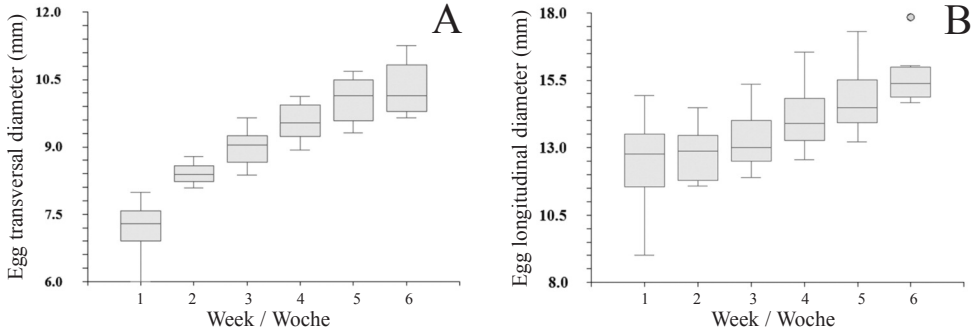 A
Egg transversal diameter (mm)
12.0
10.5
9.0
7.5
6.0
1 2 3 4 5 6
Week / Woche
B
Egg longitudinal diameter (mm)
18.0
15.5
13.0
10.5
8.0
1 2 3 4 5 6
Week / Woche